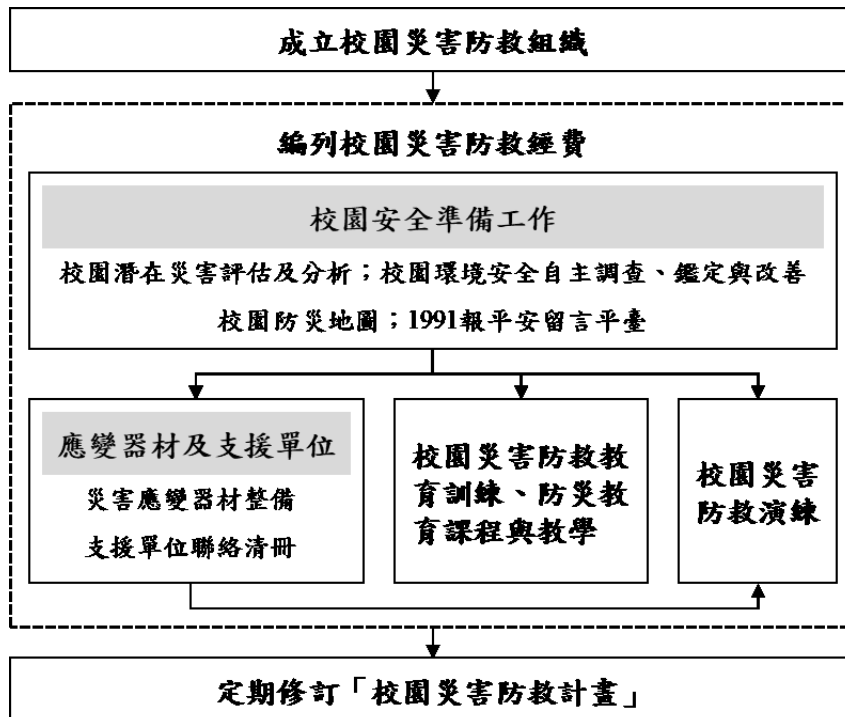 成立校園災害防救組織
編列校園災害防救經費
校園安全準備工作
校園潛在災害評估及分析；校園環境安全自主調查、鑑定與改善
校園防災地圖；1991報平安留言平臺
應變器材及支援單位
災害應變器材整備
支援單位聯絡清冊
校園災害防救教
育訓練、防災教
育課程與教學
校園災害
防救演練
定期修訂「校園災害防救計畫」